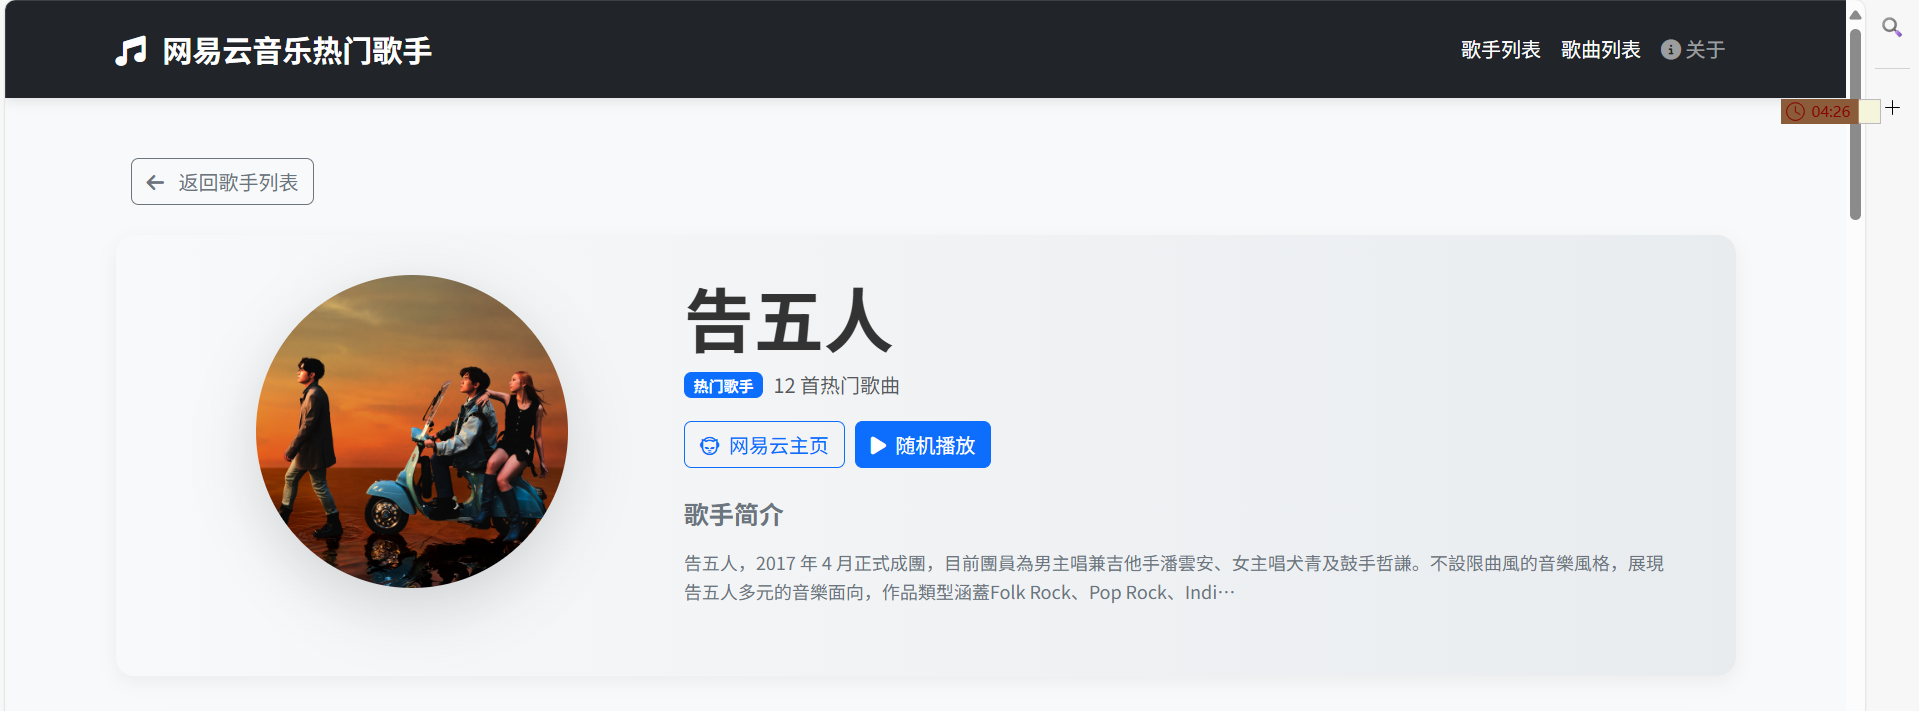 网易云音乐热门歌手
歌手列表 歌曲列表 关于
04:26
返回歌手列表
告五人
热门歌手 12 首热门歌曲
网易云主页 随机播放
歌手简介
告五人，2017 年 4 月正式成團，目前團員為男主唱兼吉他手潘雲安、女主唱犬青及鼓手哲謙。不設限曲風的音樂風格，展現
告五人多元的音樂面向，作品類型涵蓋Folk Rock、Pop Rock、Indi…